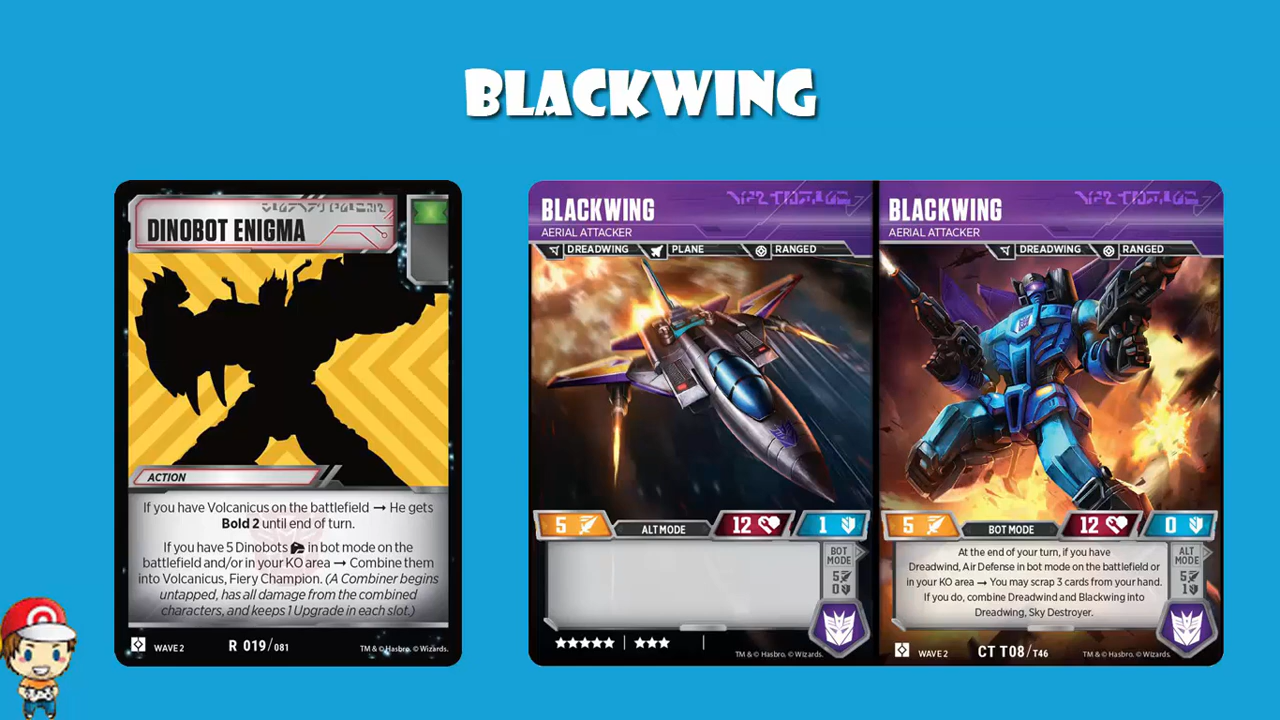 BLACKWING
DINOBOT ENIGMA
ACTION
If you have Volcanicus on the battlefield → He gets
Bold 2 until end of turn.
If you have 5 Dinobots in bot mode on the
battlefield and/or in your KO area → Combine them
into Volcanicus, Fiery Champion. (A Combiner begins
untapped, has all damage from the combined
characters, and keeps 1 Upgrade in each slot.)
WAVE 2 R 019/081 TM & © Hasbro. © Wizards.
BLACKWING
AERIAL ATTACKER
DREADWING PLANE RANGED
5 ALT MODE 12 1
BOT
MODE
5
0
★★★★★ | ★★★ |
TM & © Hasbro. © Wizards.
BLACKWING
AERIAL ATTACKER
DREADWING RANGED
5 BOT MODE 12 0
At the end of your turn, if you have
Dreadwind, Air Defense in bot mode on the battlefield or
in your KO area → You may scrap 3 cards from your hand.
If you do, combine Dreadwind and Blackwing into
Dreadwing, Sky Destroyer.
ALT
MODE
5
1
WAVE 2 CT T08/T46 TM & © Hasbro. © Wizards.